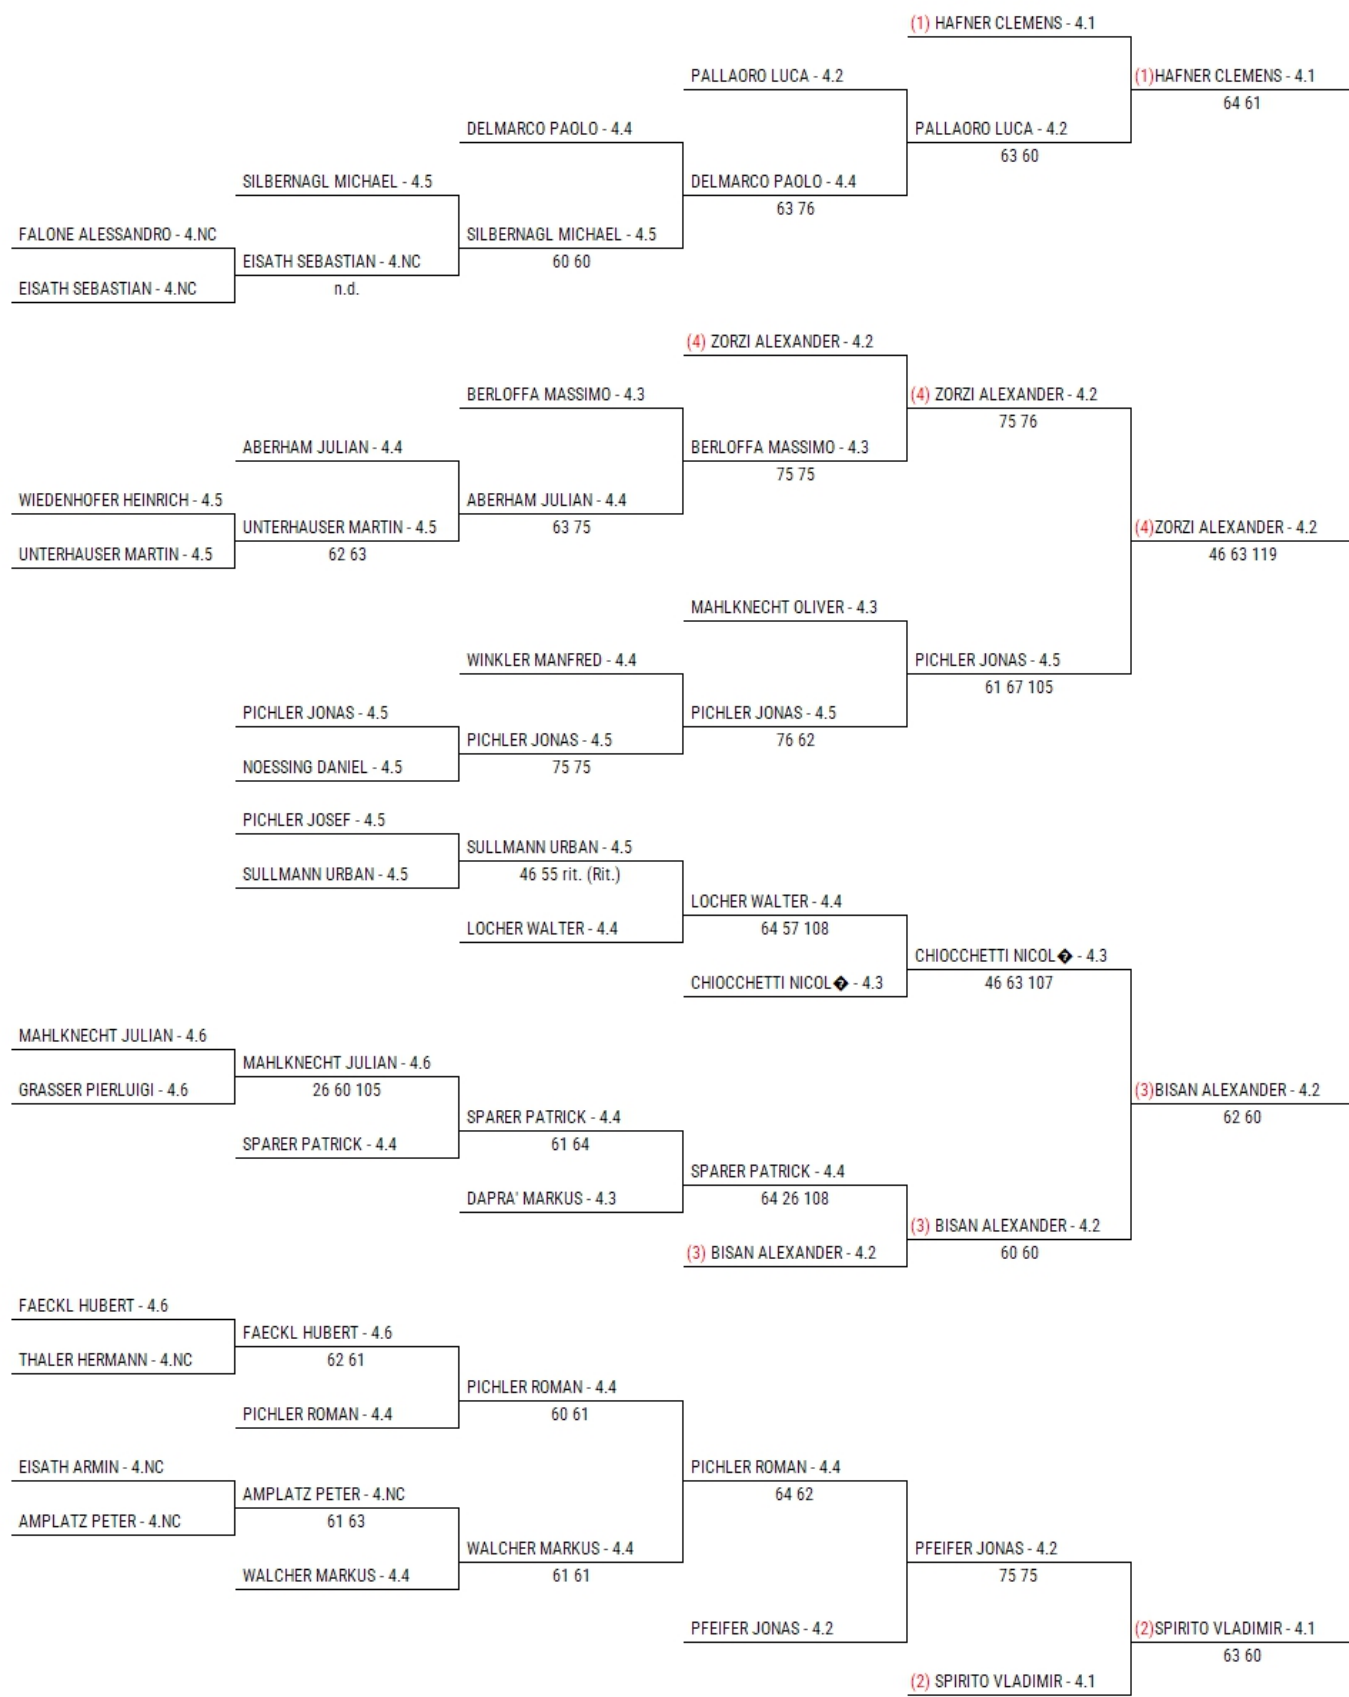 (1) HAFNER CLEMENS - 4.1
PALLAORO LUCA - 4.2
(1)HAFNER CLEMENS - 4.1
64 61
DELMARCO PAOLO - 4.4
PALLAORO LUCA - 4.2
63 60
SILBERNAGL MICHAEL - 4.5
DELMARCO PAOLO - 4.4
63 76
FALONE ALESSANDRO - 4.NC
SILBERNAGL MICHAEL - 4.5
60 60
EISATH SEBASTIAN - 4.NC
n.d.
EISATH SEBASTIAN - 4.NC
(4) ZORZI ALEXANDER - 4.2
BERLOFFA MASSIMO - 4.3
(4) ZORZI ALEXANDER - 4.2
75 76
ABERHAM JULIAN - 4.4
BERLOFFA MASSIMO - 4.3
75 75
WIEDENHOFER HEINRICH - 4.5
ABERHAM JULIAN - 4.4
63 75
UNTERHAUSER MARTIN - 4.5
62 63
(4)ZORZI ALEXANDER - 4.2
46 63 119
UNTERHAUSER MARTIN - 4.5
MAHLKNECHT OLIVER - 4.3
WINKLER MANFRED - 4.4
PICHLER JONAS - 4.5
61 67 105
PICHLER JONAS - 4.5
PICHLER JONAS - 4.5
76 62
PICHLER JONAS - 4.5
75 75
NOESSING DANIEL - 4.5
PICHLER JOSEF - 4.5
SULLMANN URBAN - 4.5
46 55 rit. (Rit.)
SULLMANN URBAN - 4.5
LOCHER WALTER - 4.4
64 57 108
LOCHER WALTER - 4.4
CHIOCCHETTI NICOL� - 4.3
46 63 107
CHIOCCHETTI NICOL� - 4.3
MAHLKNECHT JULIAN - 4.6
MAHLKNECHT JULIAN - 4.6
26 60 105
GRASSER PIERLUIGI - 4.6
(3)BISAN ALEXANDER - 4.2
62 60
SPARER PATRICK - 4.4
61 64
SPARER PATRICK - 4.4
SPARER PATRICK - 4.4
64 26 108
DAPRA' MARKUS - 4.3
(3) BISAN ALEXANDER - 4.2
60 60
(3) BISAN ALEXANDER - 4.2
FAECKL HUBERT - 4.6
FAECKL HUBERT - 4.6
62 61
THALER HERMANN - 4.NC
PICHLER ROMAN - 4.4
60 61
PICHLER ROMAN - 4.4
EISATH ARMIN - 4.NC
PICHLER ROMAN - 4.4
64 62
AMPLATZ PETER - 4.NC
61 63
AMPLATZ PETER - 4.NC
WALCHER MARKUS - 4.4
61 61
PFEIFER JONAS - 4.2
75 75
WALCHER MARKUS - 4.4
PFEIFER JONAS - 4.2
(2)SPIRITO VLADIMIR - 4.1
63 60
(2) SPIRITO VLADIMIR - 4.1